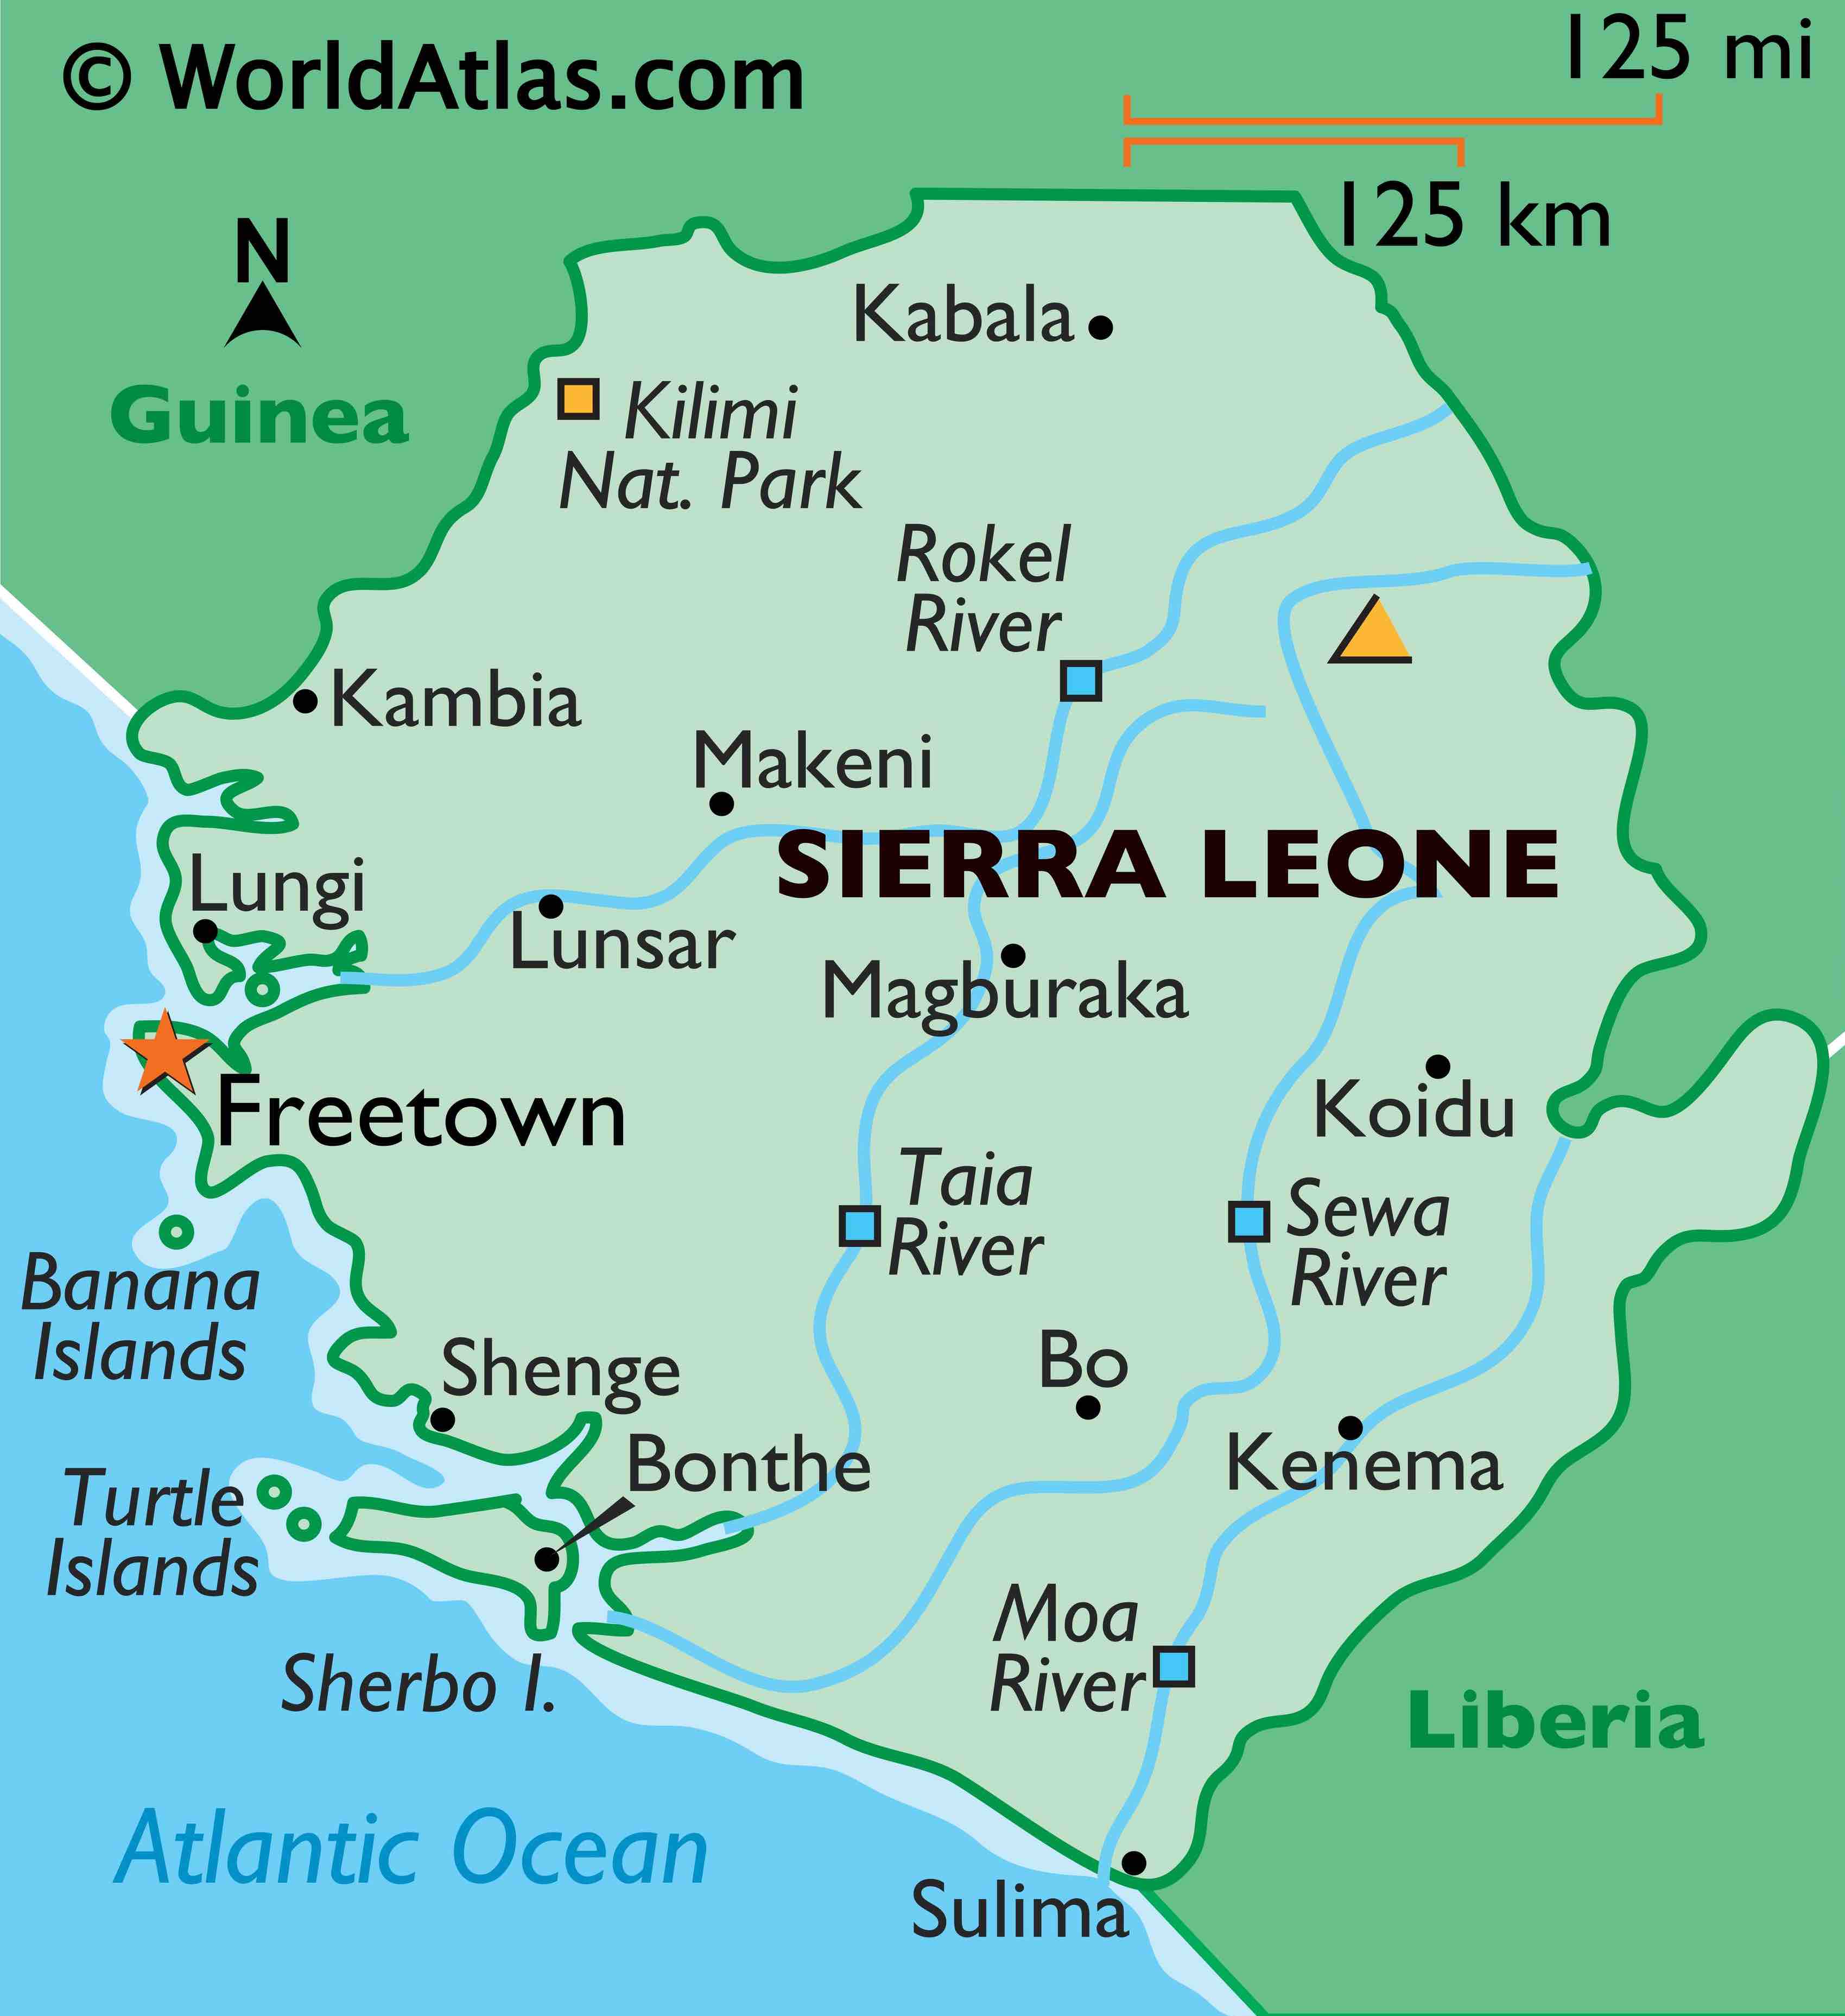 © WorldAtlas.com
125 mi
125 km
N
Guinea
Kabala
Kilimi
Nat. Park
Rokel
River
Kambia
Makeni
SIERRA LEONE
Lungi
Lunsar
Magburaka
Freetown
Koidu
Taia
River
Sewa
River
Banana
Islands
Shenge
Bo
Bonthe
Kenema
Turtle
Islands
Moa
River
Sherbo I.
Liberia
Atlantic Ocean
Sulima